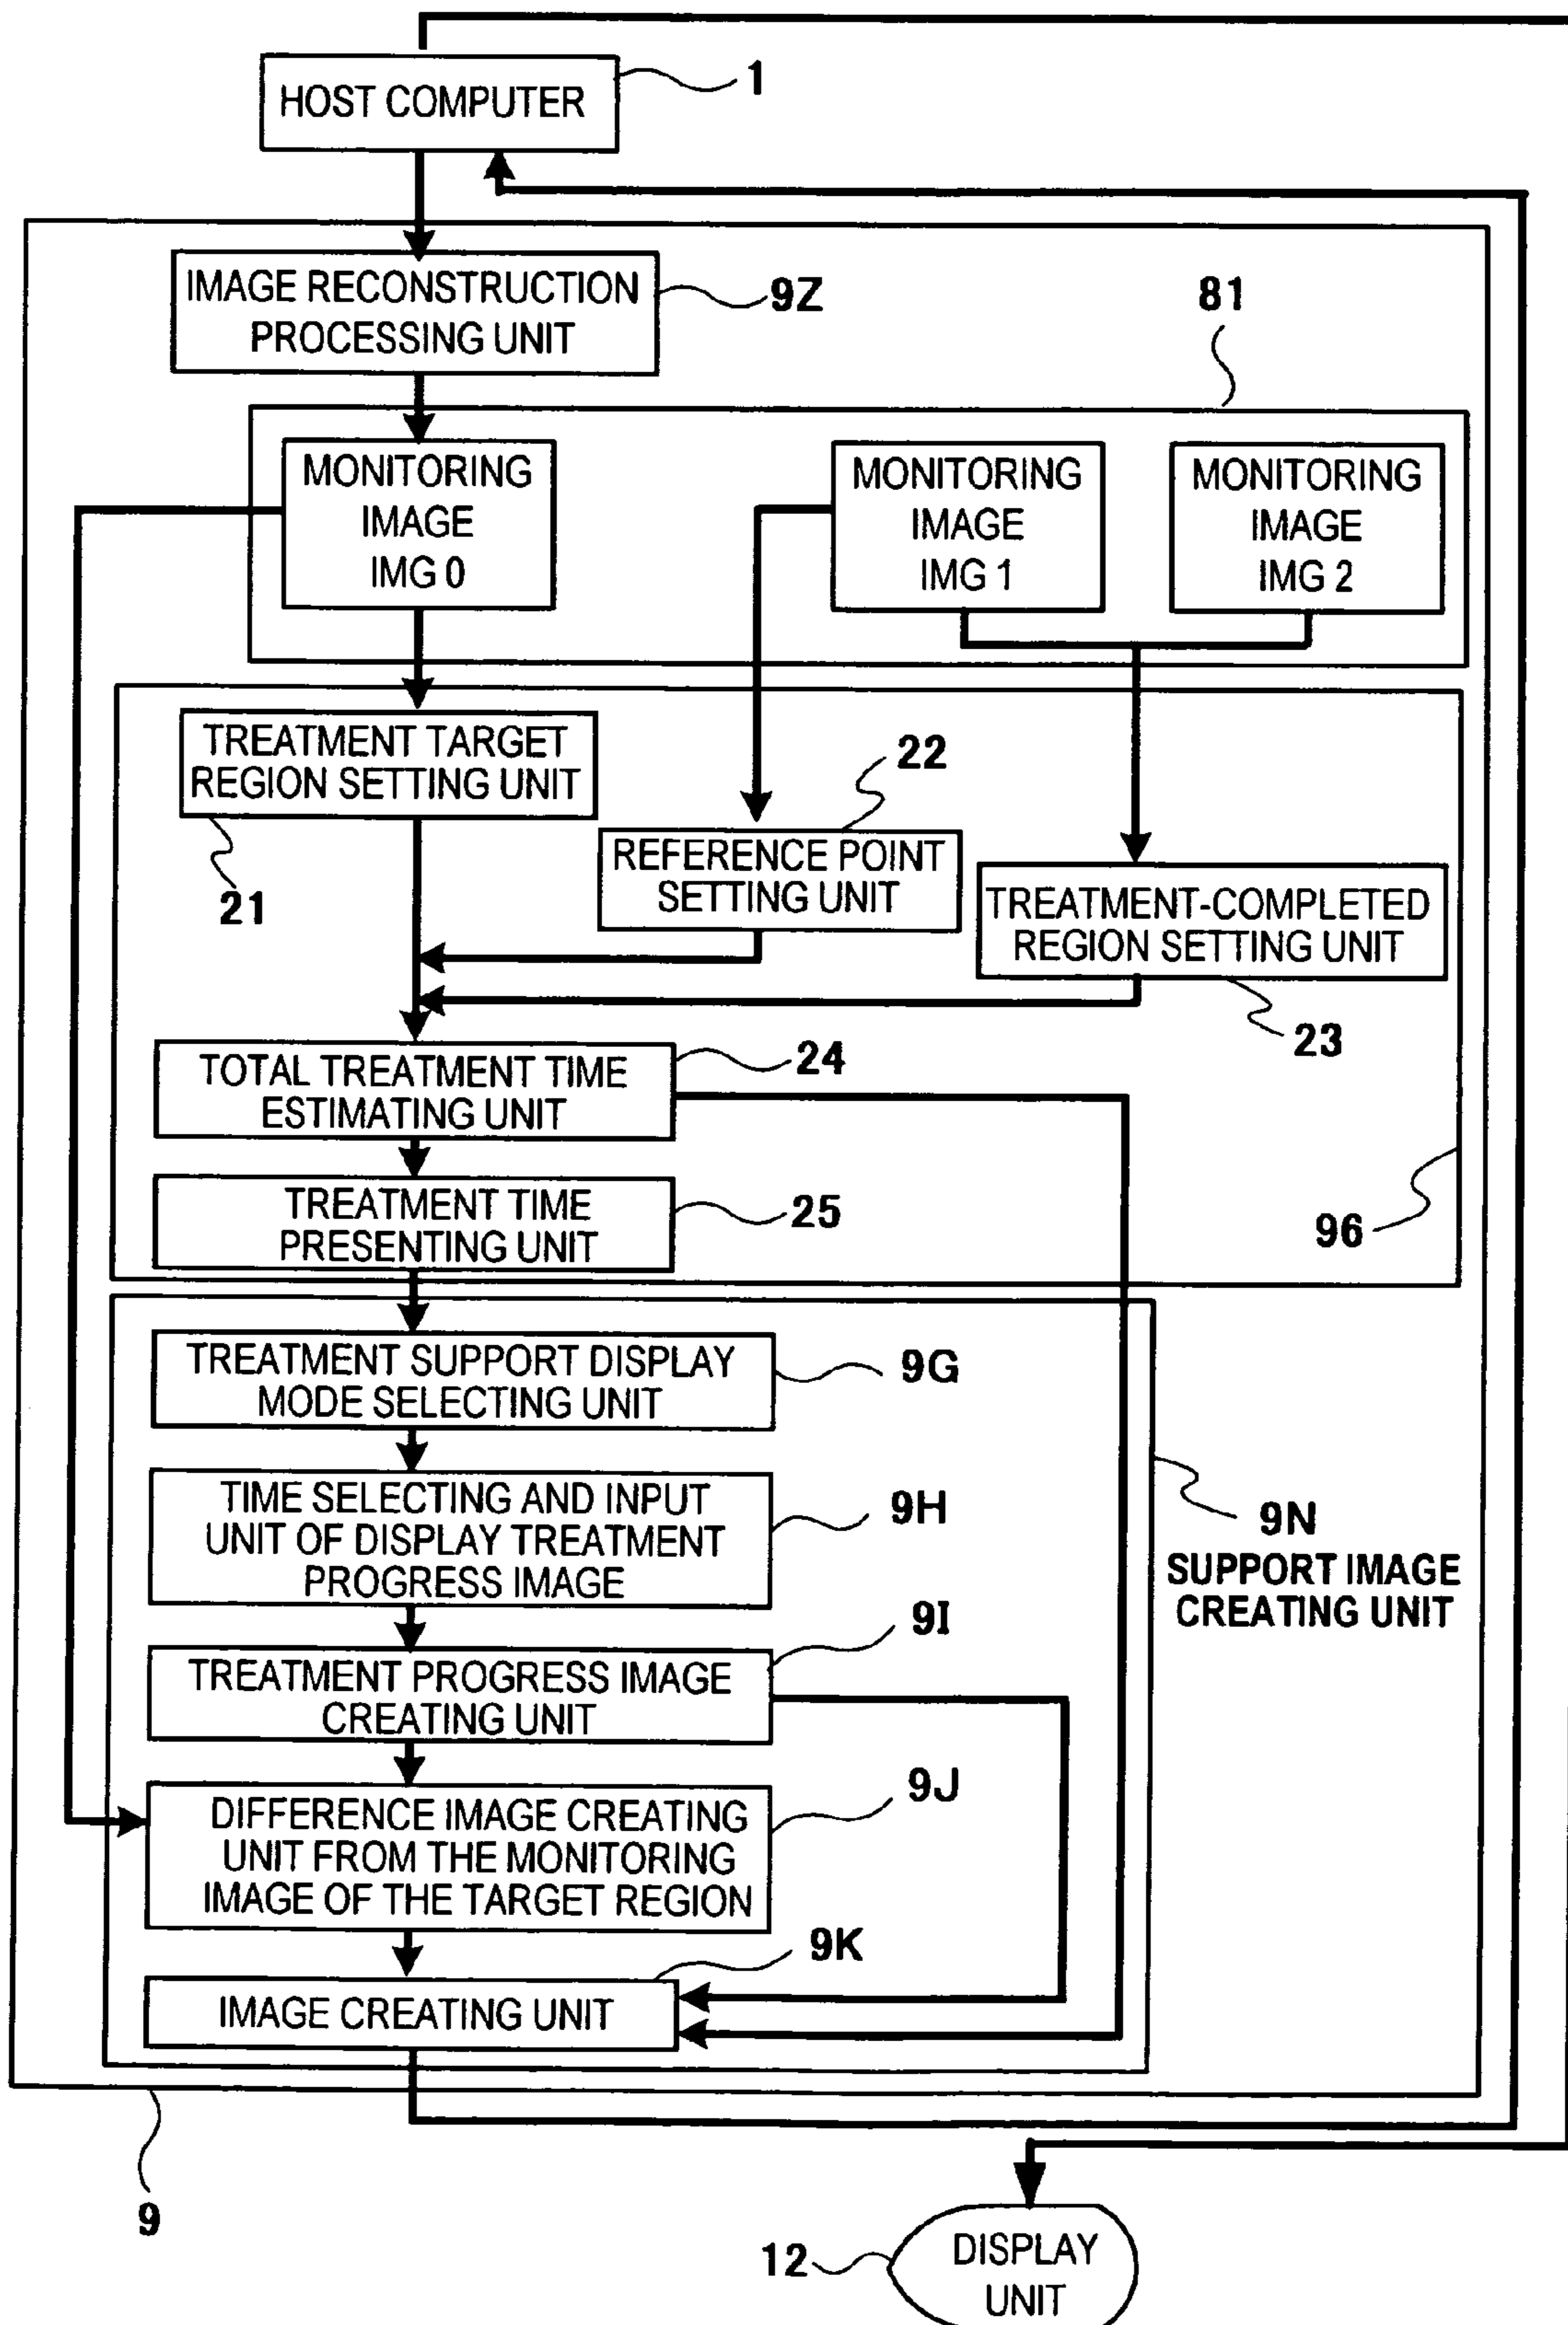 HOST COMPUTER
1
IMAGE RECONSTRUCTION
PROCESSING UNIT
9Z
81
MONITORING
IMAGE
IMG 0
MONITORING
IMAGE
IMG 1
MONITORING
IMAGE
IMG 2
TREATMENT TARGET
REGION SETTING UNIT
21
22
REFERENCE POINT
SETTING UNIT
TREATMENT-COMPLETED
REGION SETTING UNIT
23
TOTAL TREATMENT TIME
ESTIMATING UNIT
24
TREATMENT TIME
PRESENTING UNIT
25
96
TREATMENT SUPPORT DISPLAY
MODE SELECTING UNIT
9G
TIME SELECTING AND INPUT
UNIT OF DISPLAY TREATMENT
PROGRESS IMAGE
9H
9N
SUPPORT IMAGE
CREATING UNIT
TREATMENT PROGRESS IMAGE
CREATING UNIT
9I
DIFFERENCE IMAGE CREATING
UNIT FROM THE MONITORING
IMAGE OF THE TARGET REGION
9J
IMAGE CREATING UNIT
9K
9
12
DISPLAY
UNIT